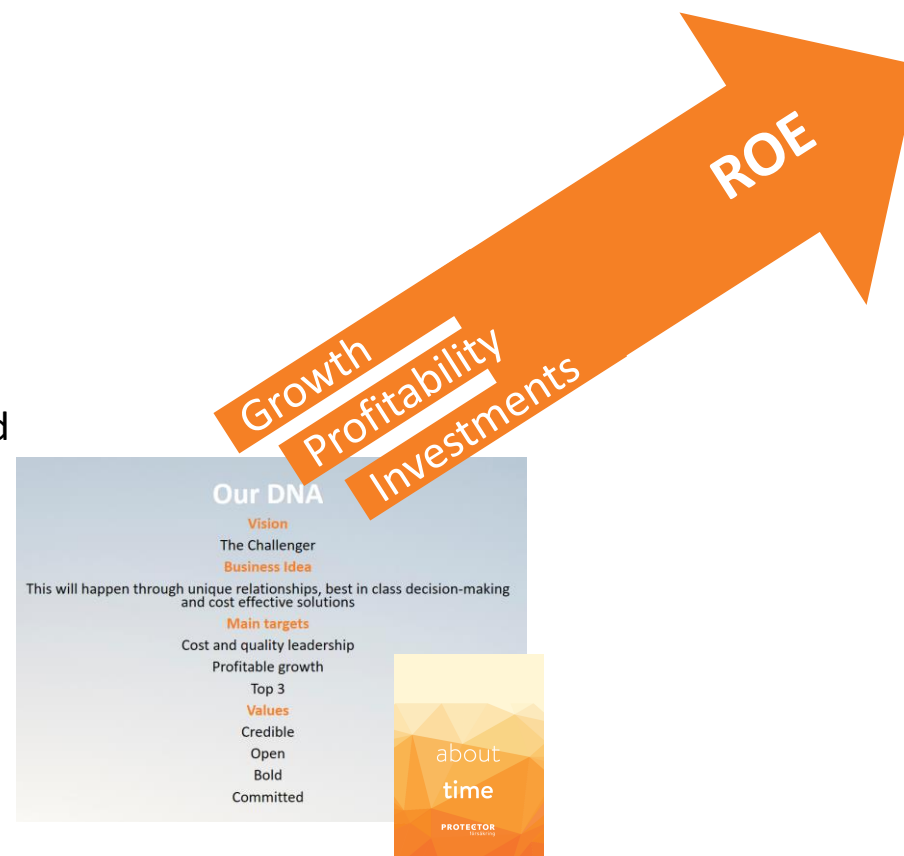 ROE
Growth
Profitability
Investments
d
Our DNA
Vision
The Challenger
Business Idea
This will happen through unique relationships, best in class decision-making
and cost effective solutions
Main targets
Cost and quality leadership
Profitable growth
Top 3
Values
Credible
Open
Bold
Committed
about
time
PROTECTOR
forsikring